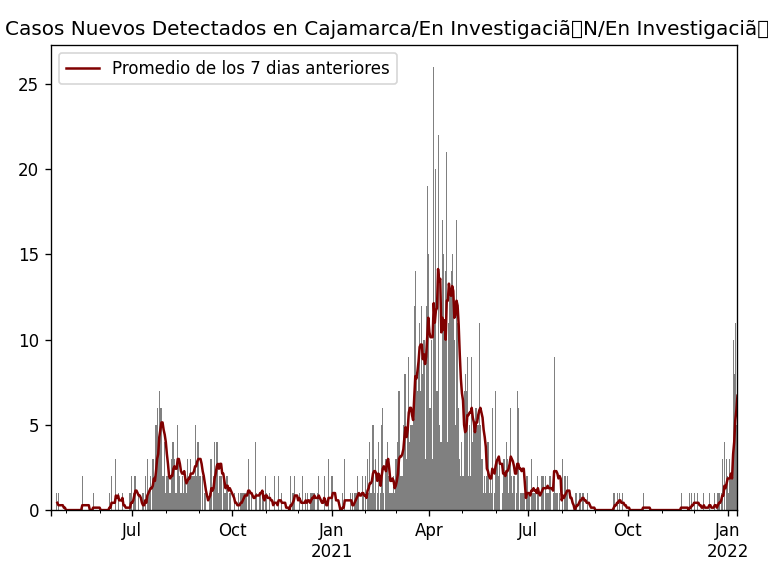 Casos Nuevos Detectados en Cajamarca/En Investigaciã▯N/En Investigaciã▯
Promedio de los 7 dias anteriores
25
20
15
10
5
0
Jul Oct Jan Apr Jul Oct Jan
2021 2022